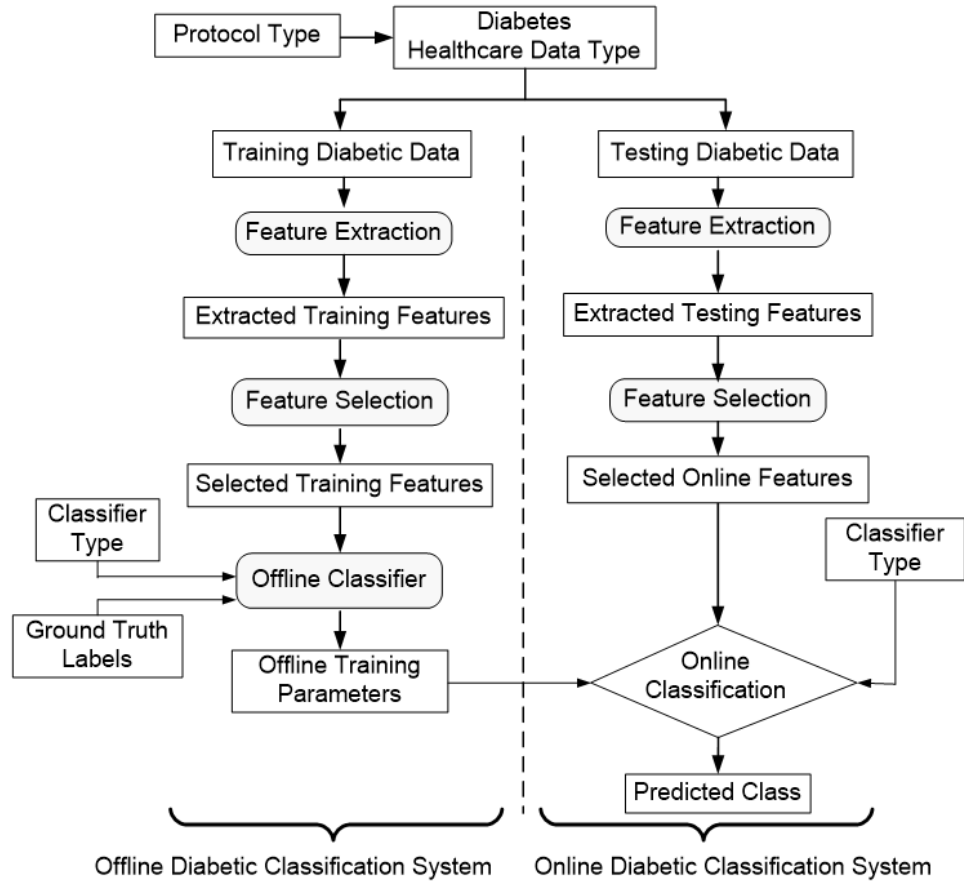 Protocol Type
Diabetes
Healthcare Data Type
Training Diabetic Data
Testing Diabetic Data
Feature Extraction
Feature Extraction
Extracted Training Features
Extracted Testing Features
Feature Selection
Feature Selection
Selected Training Features
Selected Online Features
Classifier
Type
Classifier
Type
Offline Classifier
Ground Truth
Labels
Offline Training
Parameters
Online
Classification
Predicted Class
Offline Diabetic Classification System
Online Diabetic Classification System